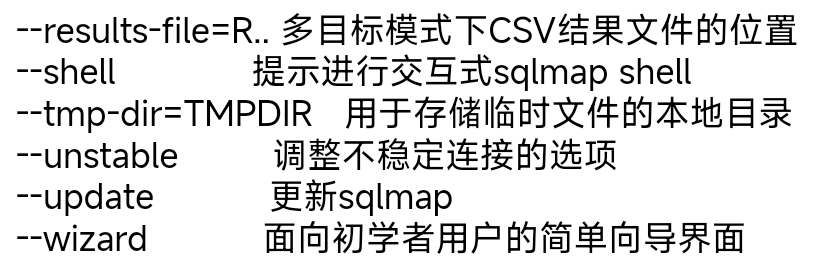 --results-file=R.. 多目标模式下CSV结果文件的位置
--shell 提示进行交互式sqlmap shell
--tmp-dir=TMPDIR 用于存储临时文件的本地目录
--unstable 调整不稳定连接的选项
--update 更新sqlmap
--wizard 面向初学者用户的简单向导界面